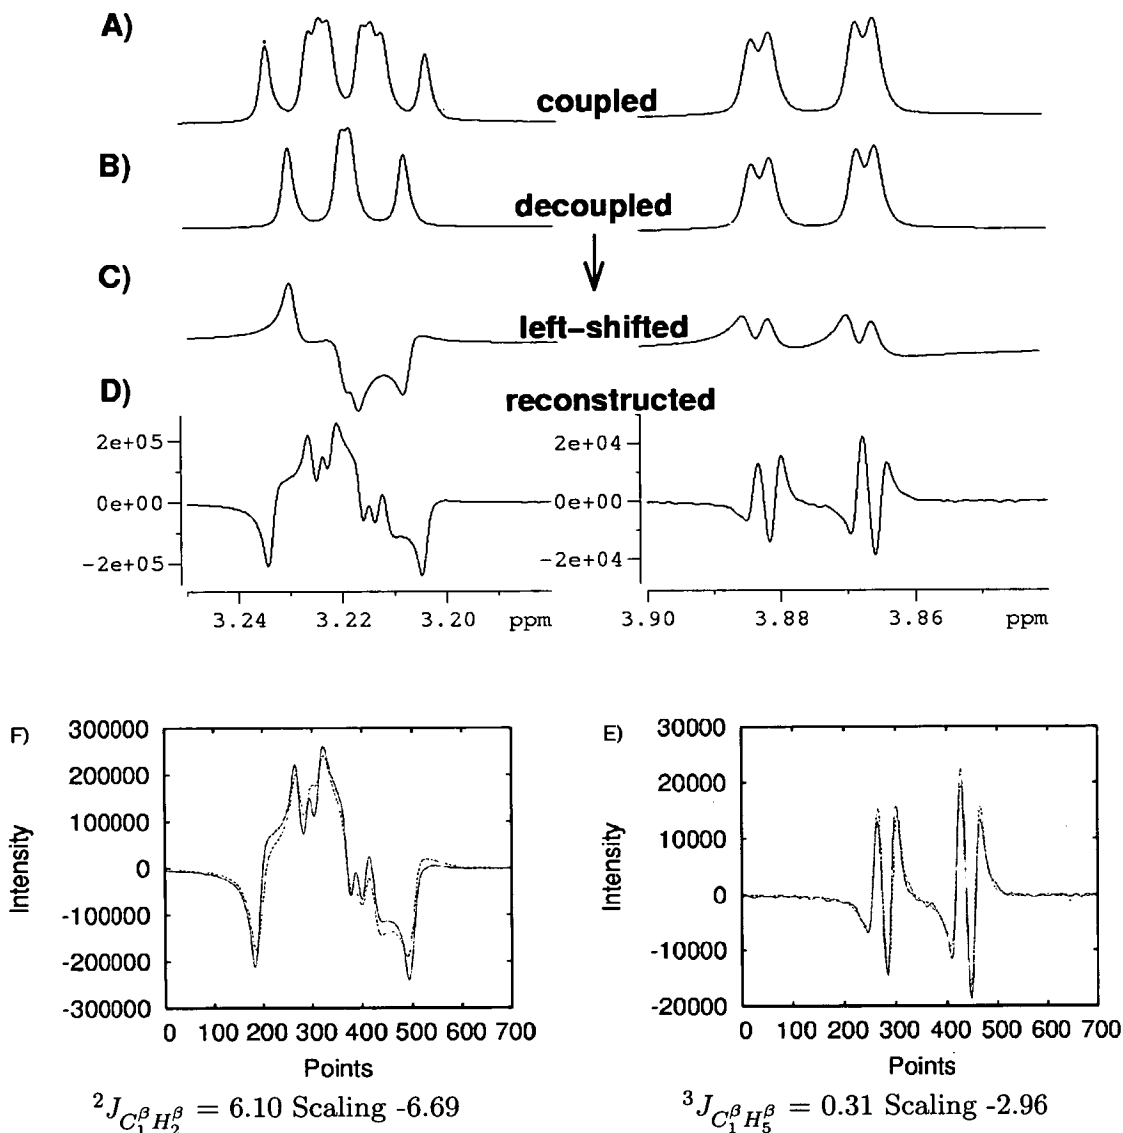 A)
coupled
B)
decoupled
C)
left-shifted
D)
reconstructed
2e+05
0e+00
-2e+05
3.24 3.22 3.20 ppm
2e+04
0e+00
-2e+04
3.90 3.88 3.86 ppm
F)
300000
200000
100000
0
-100000
-200000
-300000
Intensity
0 100 200 300 400 500 600 700
Points
²J_{C₁^β H₂^β} = 6.10 Scaling -6.69
E)
30000
20000
10000
0
-10000
-20000
Intensity
0 100 200 300 400 500 600 700
Points
³J_{C₁^β H₅^β} = 0.31 Scaling -2.96